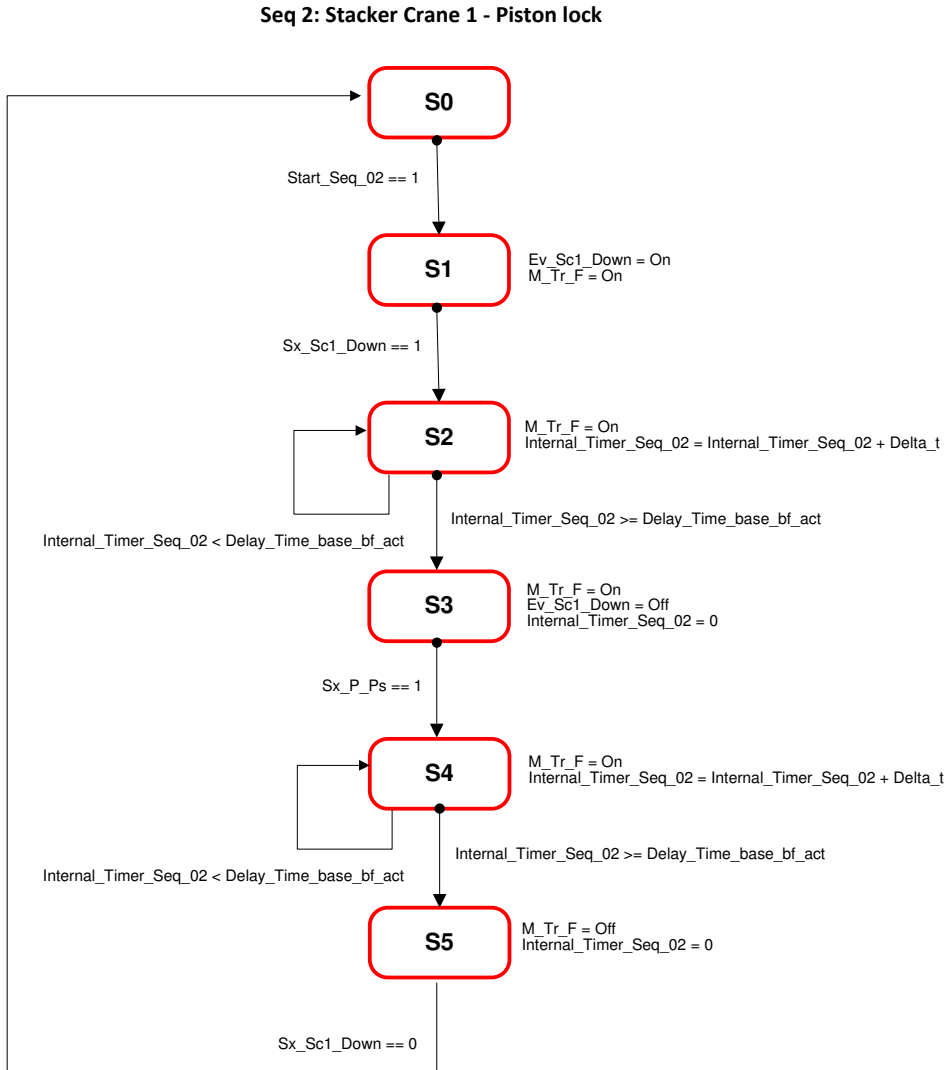 Seq 2: Stacker Crane 1 - Piston lock
S0
Start_Seq_02 == 1
S1
Ev_Sc1_Down = On
M_Tr_F = On
Sx_Sc1_Down == 1
S2
M_Tr_F = On
Internal_Timer_Seq_02 = Internal_Timer_Seq_02 + Delta_t
Internal_Timer_Seq_02 >= Delay_Time_base_bf_act
Internal_Timer_Seq_02 < Delay_Time_base_bf_act
S3
M_Tr_F = On
Ev_Sc1_Down = Off
Internal_Timer_Seq_02 = 0
Sx_P_Ps == 1
S4
M_Tr_F = On
Internal_Timer_Seq_02 = Internal_Timer_Seq_02 + Delta_t
Internal_Timer_Seq_02 >= Delay_Time_base_bf_act
Internal_Timer_Seq_02 < Delay_Time_base_bf_act
S5
M_Tr_F = Off
Internal_Timer_Seq_02 = 0
Sx_Sc1_Down == 0